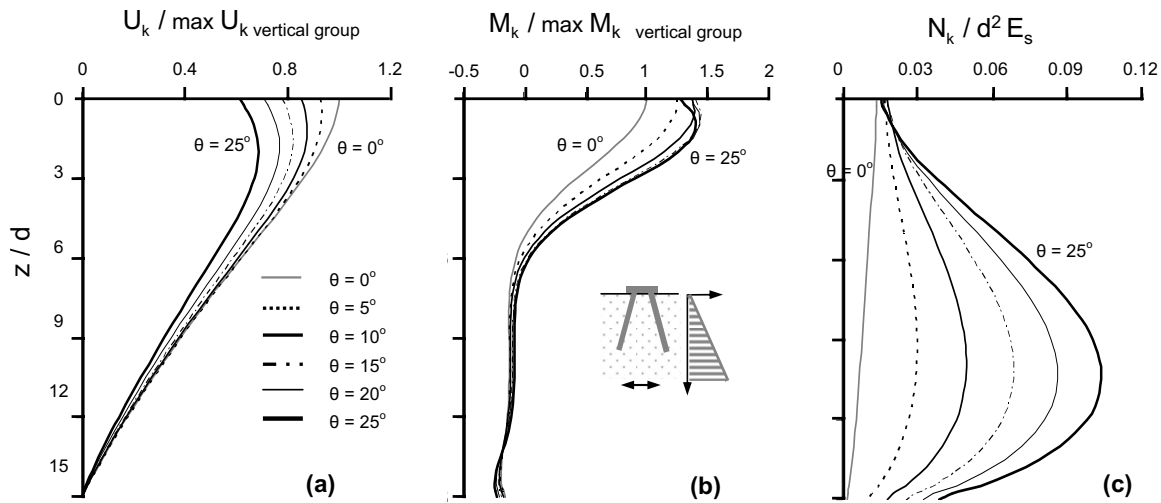 U_k / max U_k vertical group
0 0.4 0.8 1.2
0
3
6
9
12
15
z / d
θ = 25°
θ = 0°
θ = 0°
θ = 5°
θ = 10°
θ = 15°
θ = 20°
θ = 25°
(a)
M_k / max M_k vertical group
-0.5 0 0.5 1 1.5 2
θ = 0°
θ = 25°
(b)
N_k / d² E_s
0 0.03 0.06 0.09 0.12
θ = 0°
θ = 25°
(c)